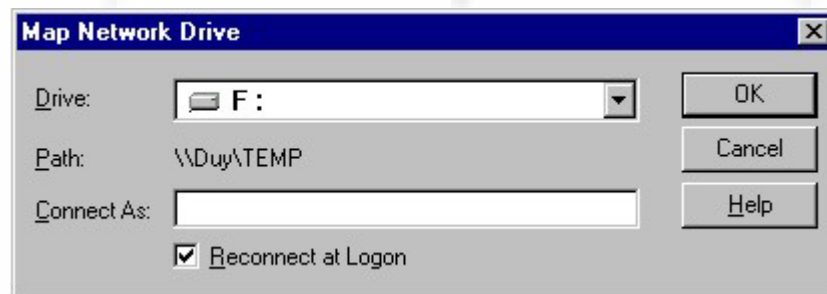 Map Network Drive
Drive: F: OK
Path: \\Duy\TEMP Cancel
Connect As: Help
Reconnect at Logon